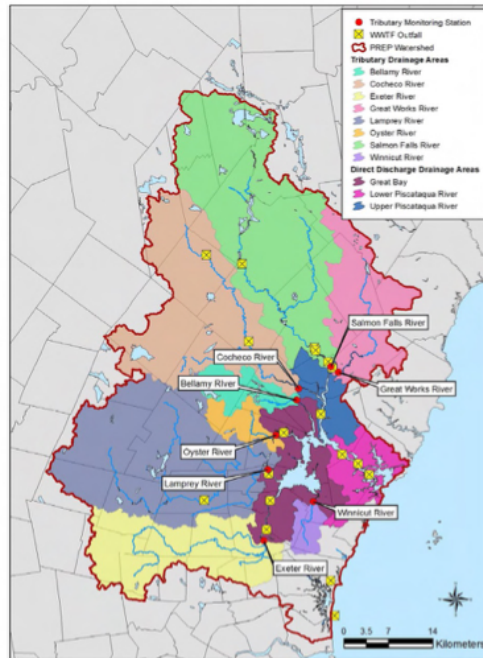 Tributary Monitoring Station
WWTF Outfall
PREP Watershed
Tributary Drainage Areas
Bellamy River
Cocheco River
Exeter River
Great Works River
Lamprey River
Oyster River
Salmon Falls River
Winnicut River
Direct Discharge Drainage Areas
Great Bay
Lower Piscataqua River
Upper Piscataqua River
Salmon Falls River
Cocheco River
Great Works River
Bellamy River
Oyster River
Lamprey River
Winnicut River
Exeter River
0 3.5 7 14
Kilometers